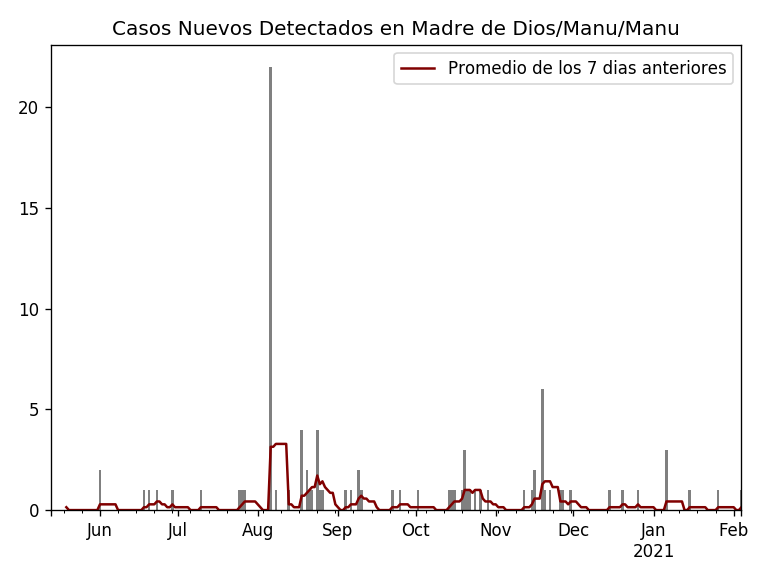 Casos Nuevos Detectados en Madre de Dios/Manu/Manu
Promedio de los 7 dias anteriores
20
15
10
5
0
Jun Jul Aug Sep Oct Nov Dec Jan Feb
2021